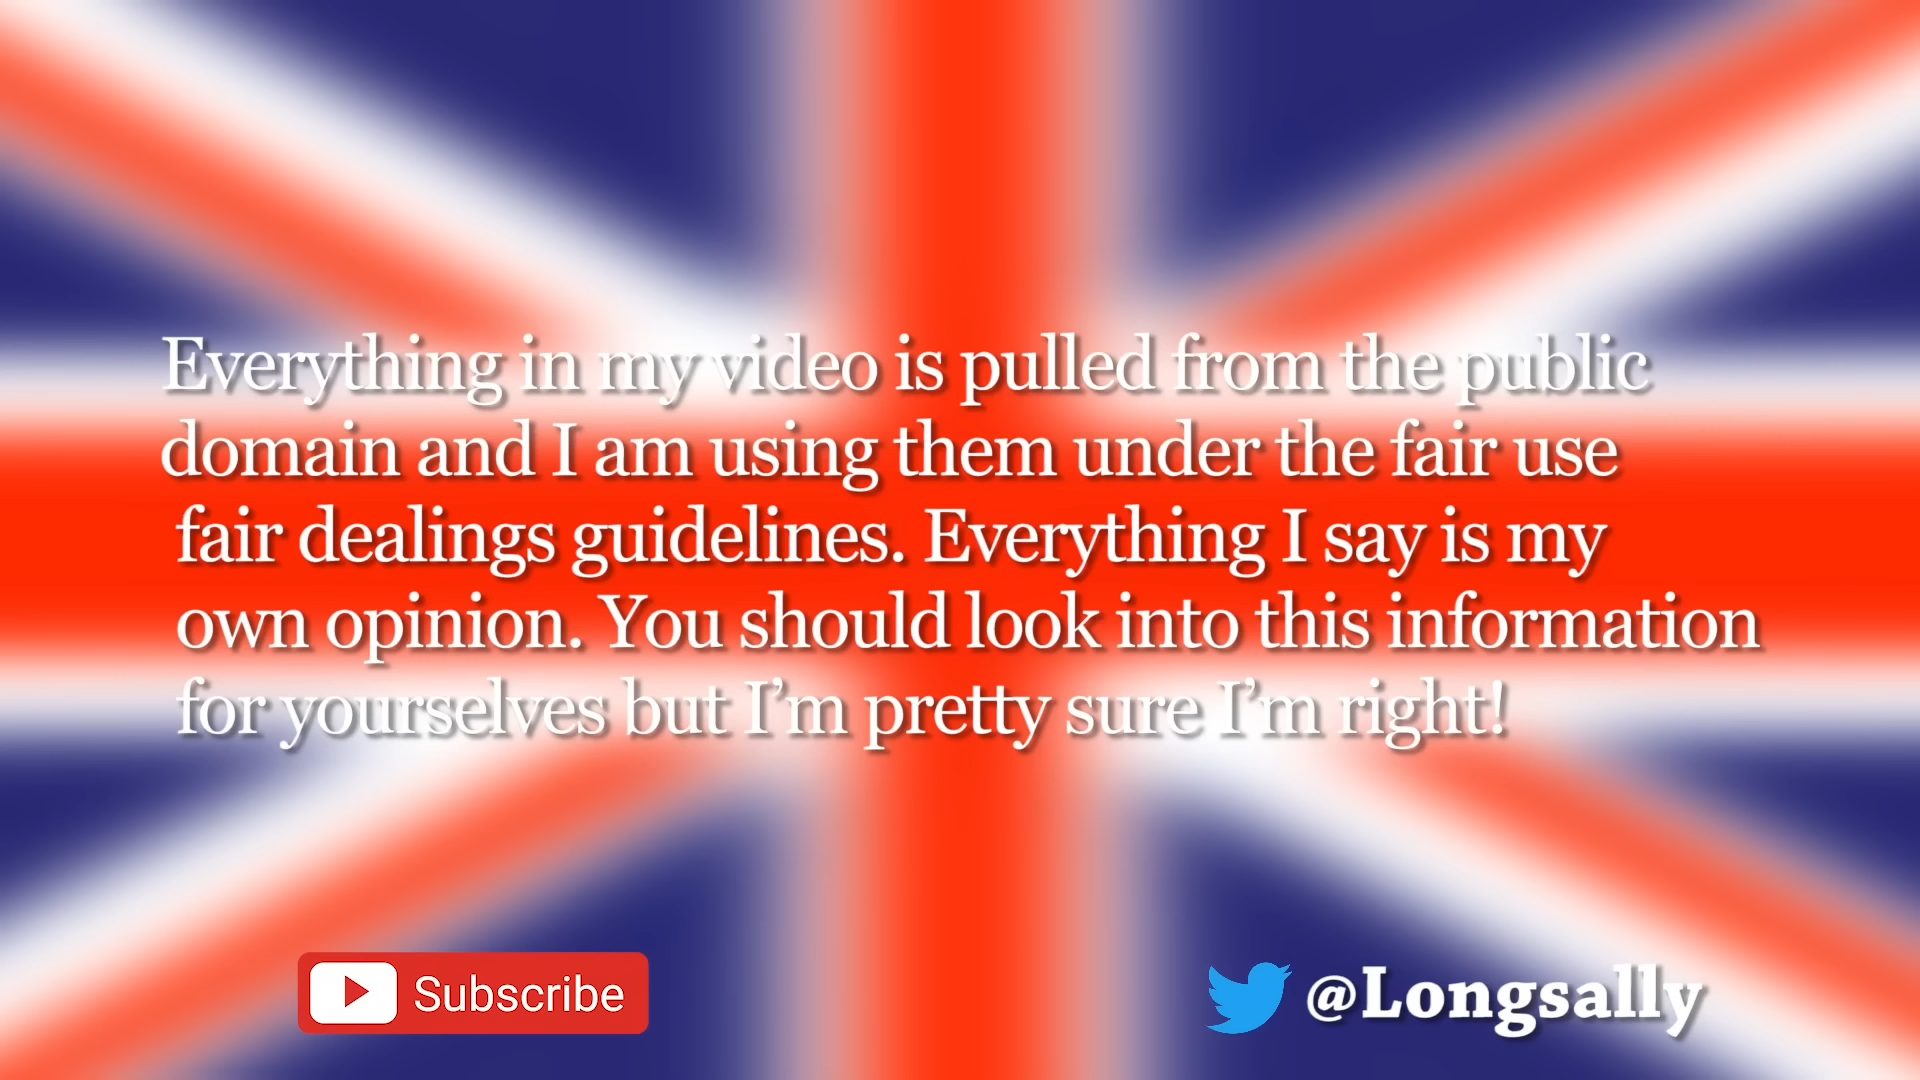 Everything in my video is pulled from the public
domain and I am using them under the fair use
fair dealings guidelines. Everything I say is my
own opinion. You should look into this information
for yourselves but I’m pretty sure I’m right!
Subscribe
@Longsally